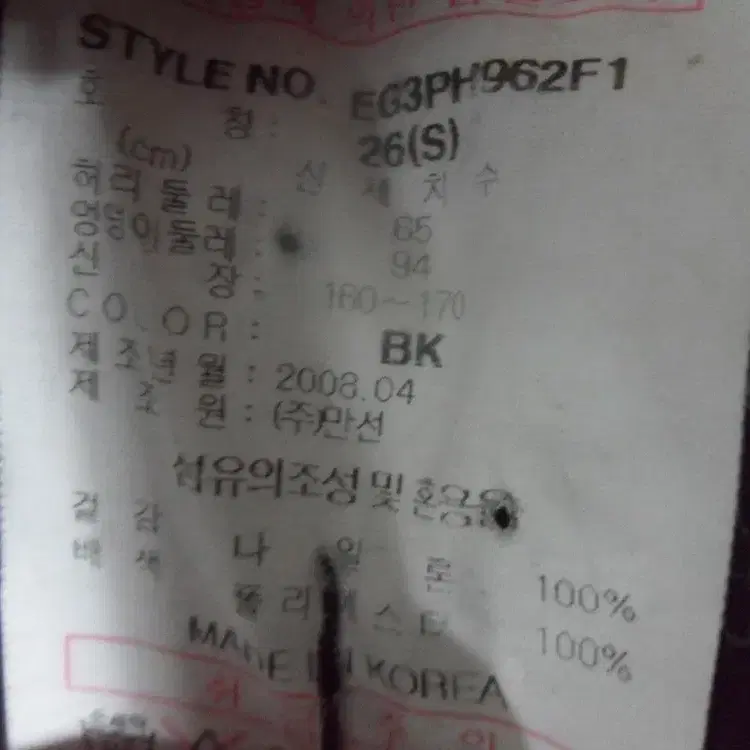 STYLE NO. EG3PH962F1
호 칭 : 26(S)
(cm) 신 체 치 수
허리둘레 : 65
엉덩이둘레 : 94
신 장 : 160~170
COLOR : BK
제조년월 : 2008.04
제 조 원 : (주)만선
섬유의조성 및 혼용율
겉 감 나 일 론 100%
배 색 폴리에스터 100%
MADE IN KOREA